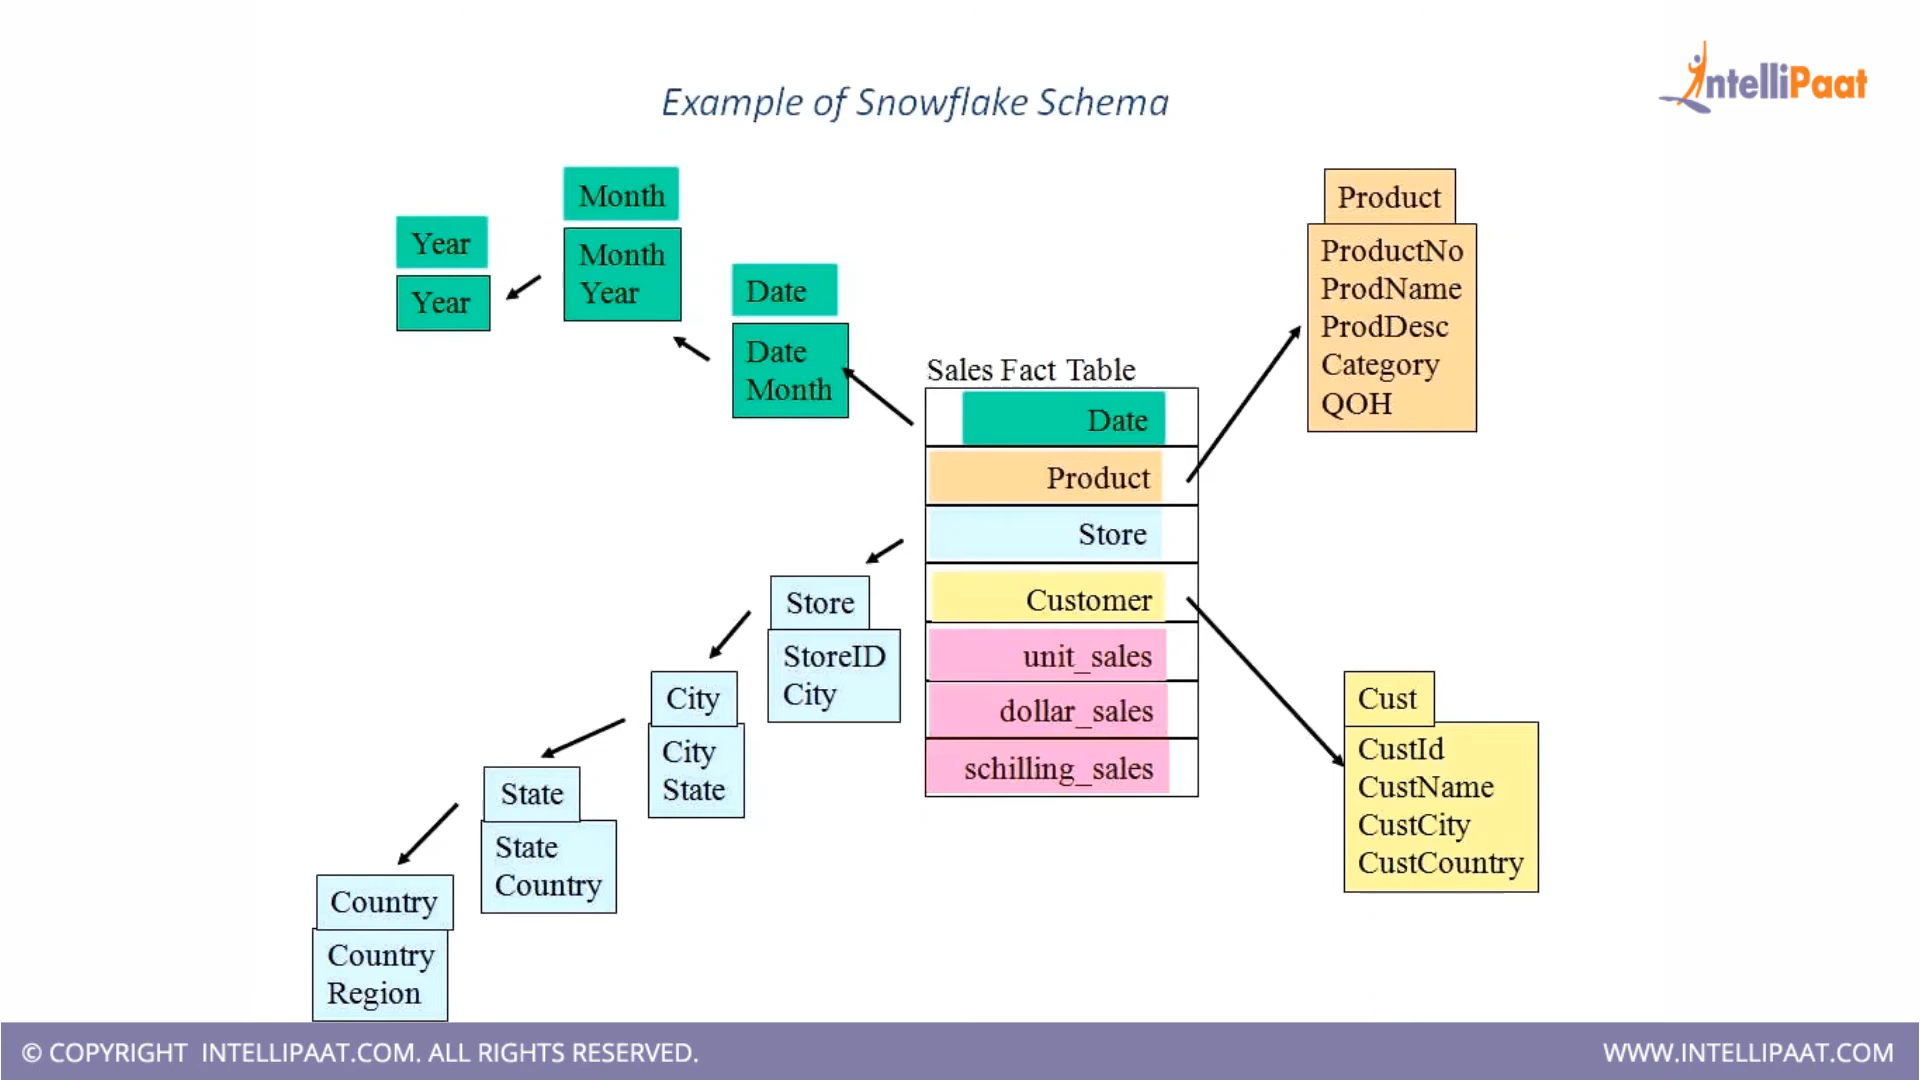 IntelliPaat
Example of Snowflake Schema
Year
Year
Month
Month
Year
Date
Date
Month
Sales Fact Table
Date
Product
Store
Customer
unit_sales
dollar_sales
schilling_sales
Product
ProductNo
ProdName
ProdDesc
Category
QOH
Store
StoreID
City
City
City
State
State
State
Country
Country
Country
Region
Cust
CustId
CustName
CustCity
CustCountry
© COPYRIGHT INTELLIPAAT.COM. ALL RIGHTS RESERVED.
WWW.INTELLIPAAT.COM